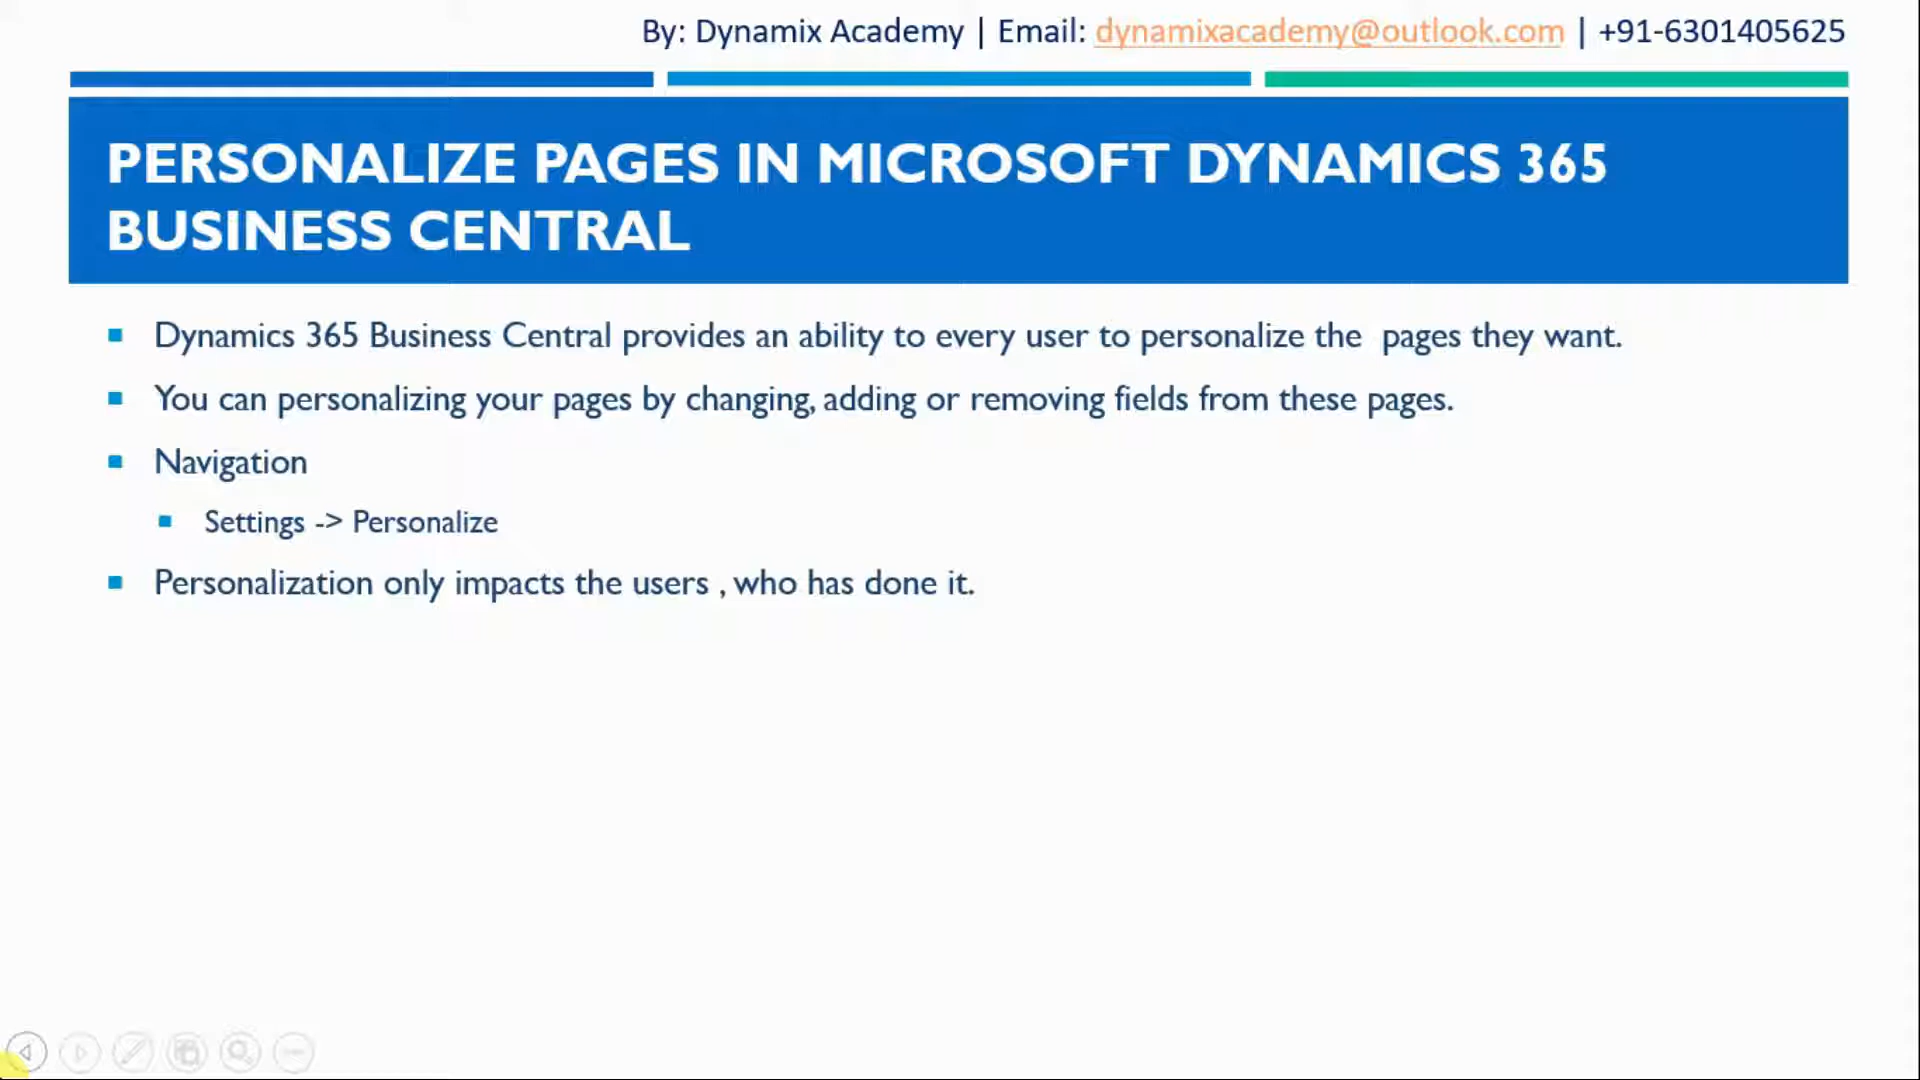 By: Dynamix Academy | Email: dynamixacademy@outlook.com | +91-6301405625
PERSONALIZE PAGES IN MICROSOFT DYNAMICS 365
BUSINESS CENTRAL
Dynamics 365 Business Central provides an ability to every user to personalize the  pages they want.
You can personalizing your pages by changing, adding or removing fields from these pages.
Navigation
Settings -> Personalize
Personalization only impacts the users , who has done it.